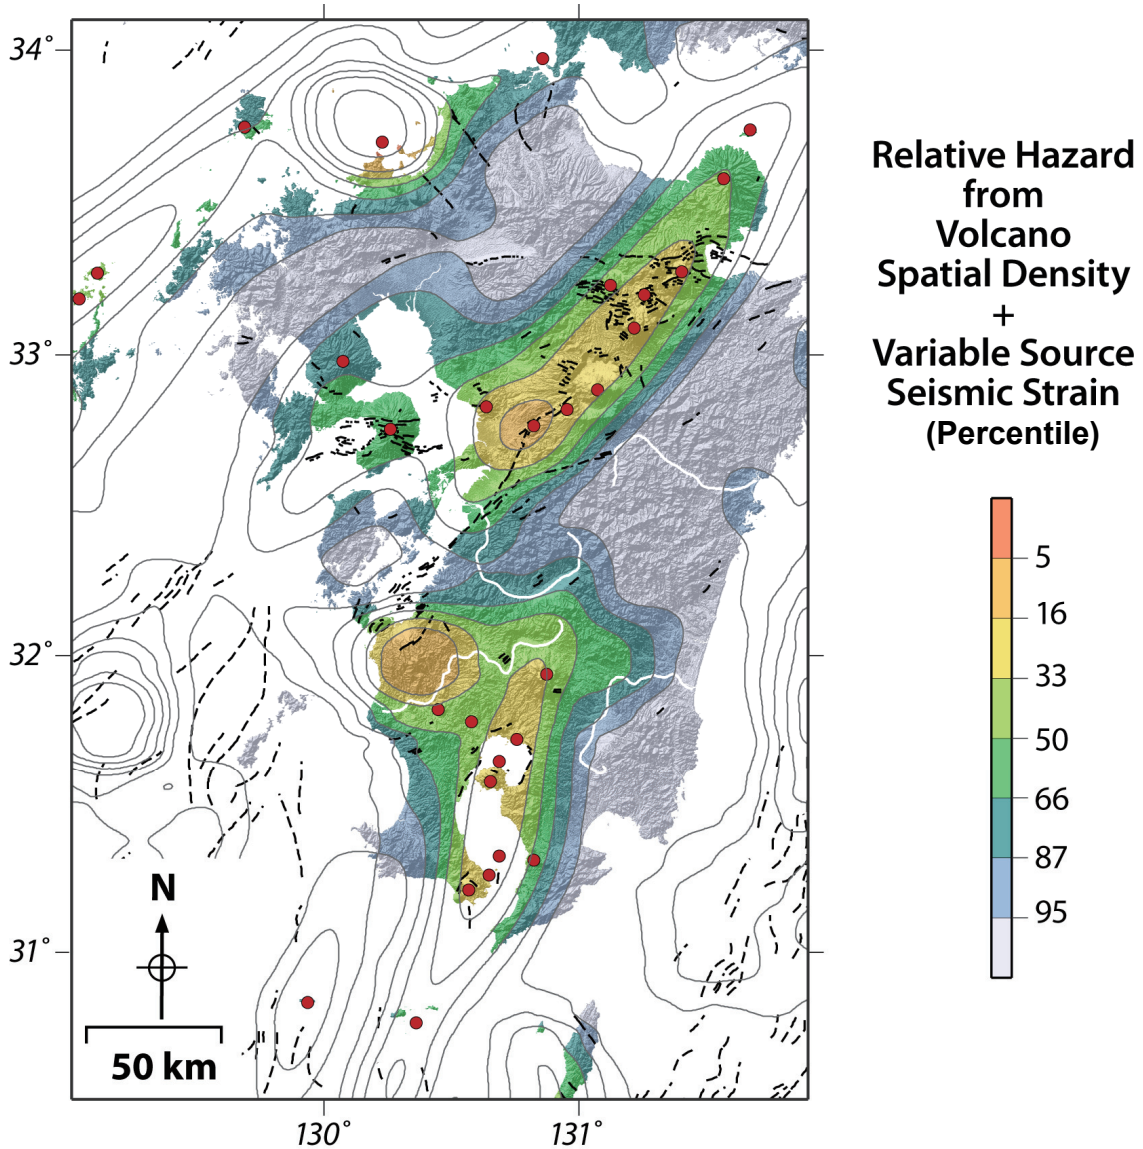 34˚
33˚
32˚
31˚
130˚
131˚
N
50 km
Relative Hazard
from
Volcano
Spatial Density
+
Variable Source
Seismic Strain
(Percentile)
5
16
33
50
66
87
95